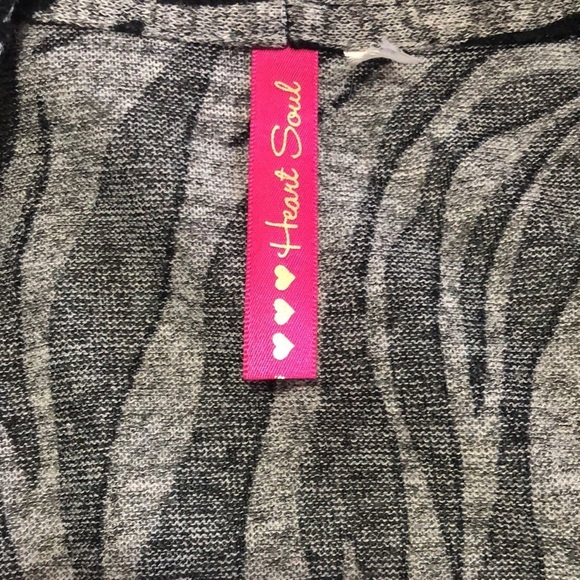 ♥ ♥ ♥ Heart Soul